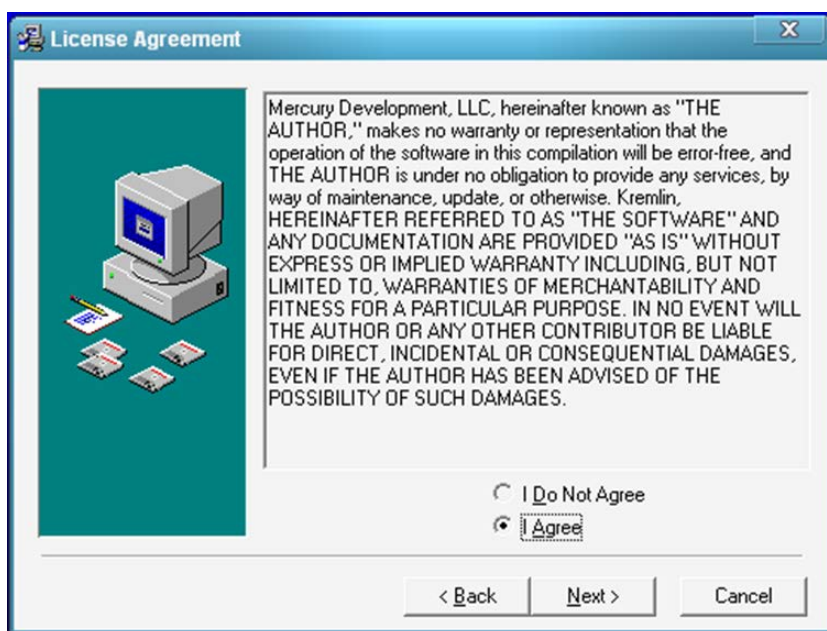 License Agreement
Mercury Development, LLC, hereinafter known as "THE
AUTHOR," makes no warranty or representation that the
operation of the software in this compilation will be error-free, and
THE AUTHOR is under no obligation to provide any services, by
way of maintenance, update, or otherwise. Kremlin,
HEREINAFTER REFERRED TO AS "THE SOFTWARE" AND
ANY DOCUMENTATION ARE PROVIDED "AS IS" WITHOUT
EXPRESS OR IMPLIED WARRANTY INCLUDING, BUT NOT
LIMITED TO, WARRANTIES OF MERCHANTABILITY AND
FITNESS FOR A PARTICULAR PURPOSE. IN NO EVENT WILL
THE AUTHOR OR ANY OTHER CONTRIBUTOR BE LIABLE
FOR DIRECT, INCIDENTAL OR CONSEQUENTIAL DAMAGES,
EVEN IF THE AUTHOR HAS BEEN ADVISED OF THE
POSSIBILITY OF SUCH DAMAGES.
I Do Not Agree
I Agree
< Back Next > Cancel